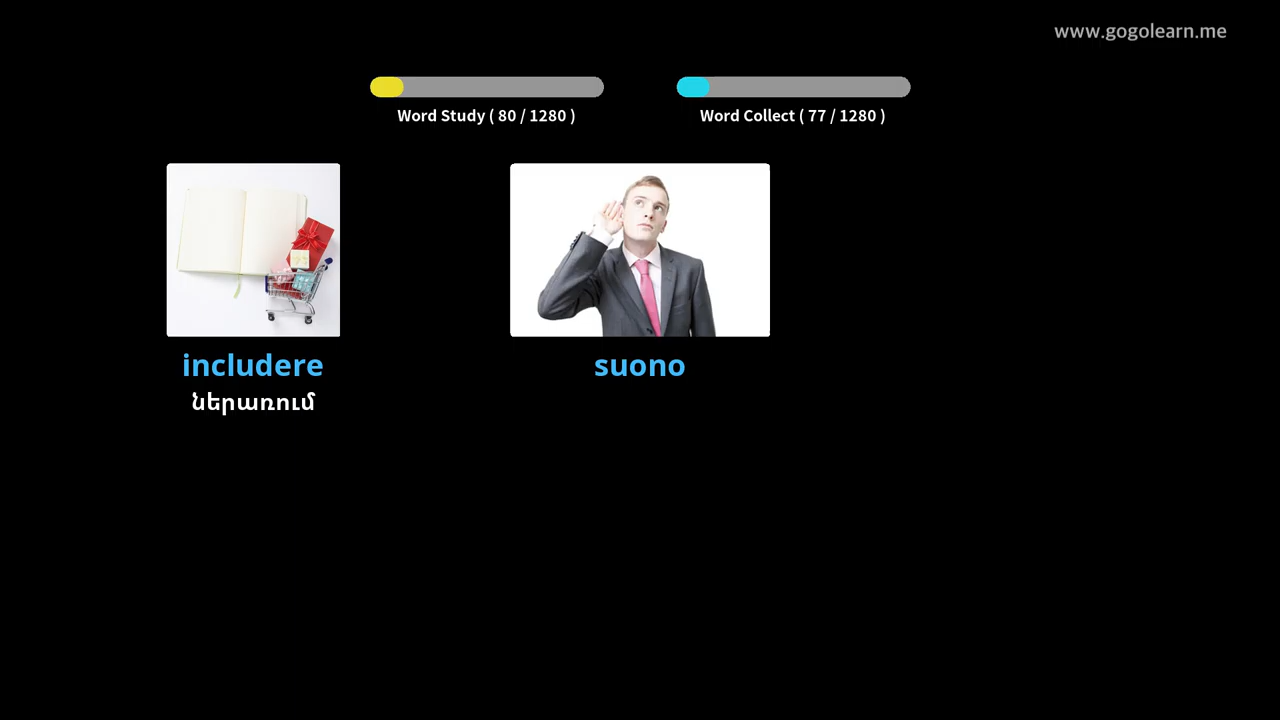 www.gogolearn.me
Word Study ( 80 / 1280 )
Word Collect ( 77 / 1280 )
includere
ներառում
suono